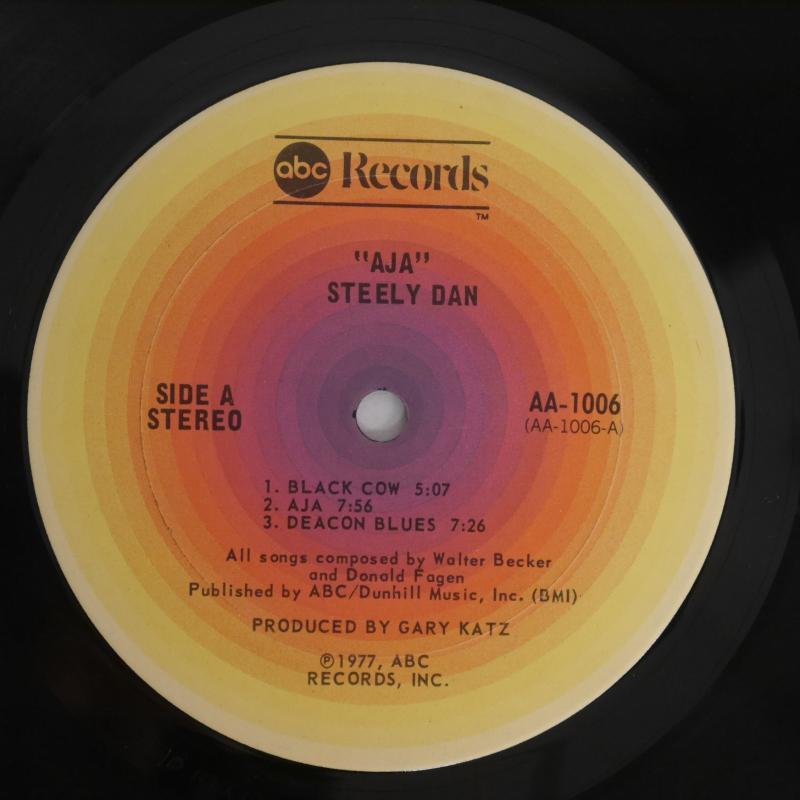 abc Records
TM
"AJA"
STEELY DAN
SIDE A
STEREO
AA-1006
(AA-1006-A)
1. BLACK COW 5:07
2. AJA 7:56
3. DEACON BLUES 7:26
All songs composed by Walter Becker
and Donald Fagen
Published by ABC/Dunhill Music, Inc. (BMI)
PRODUCED BY GARY KATZ
℗1977, ABC
RECORDS, INC.